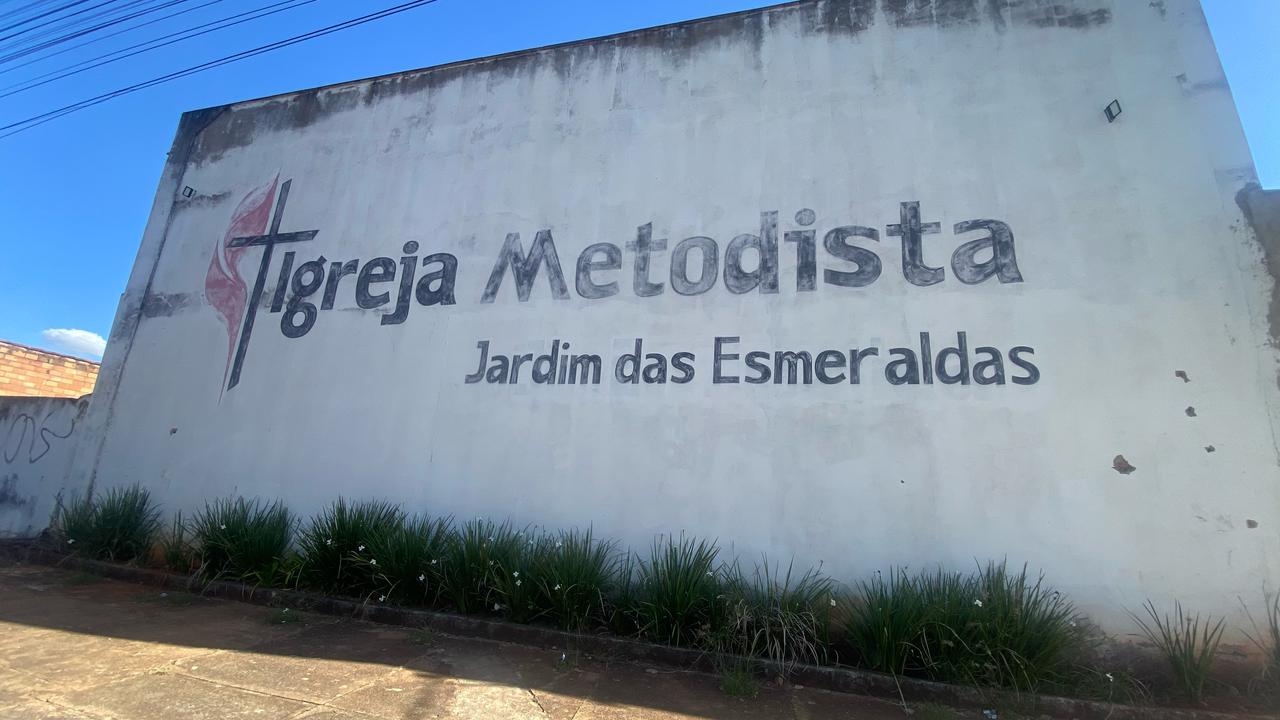 Igreja Metodista
Jardim das Esmeraldas